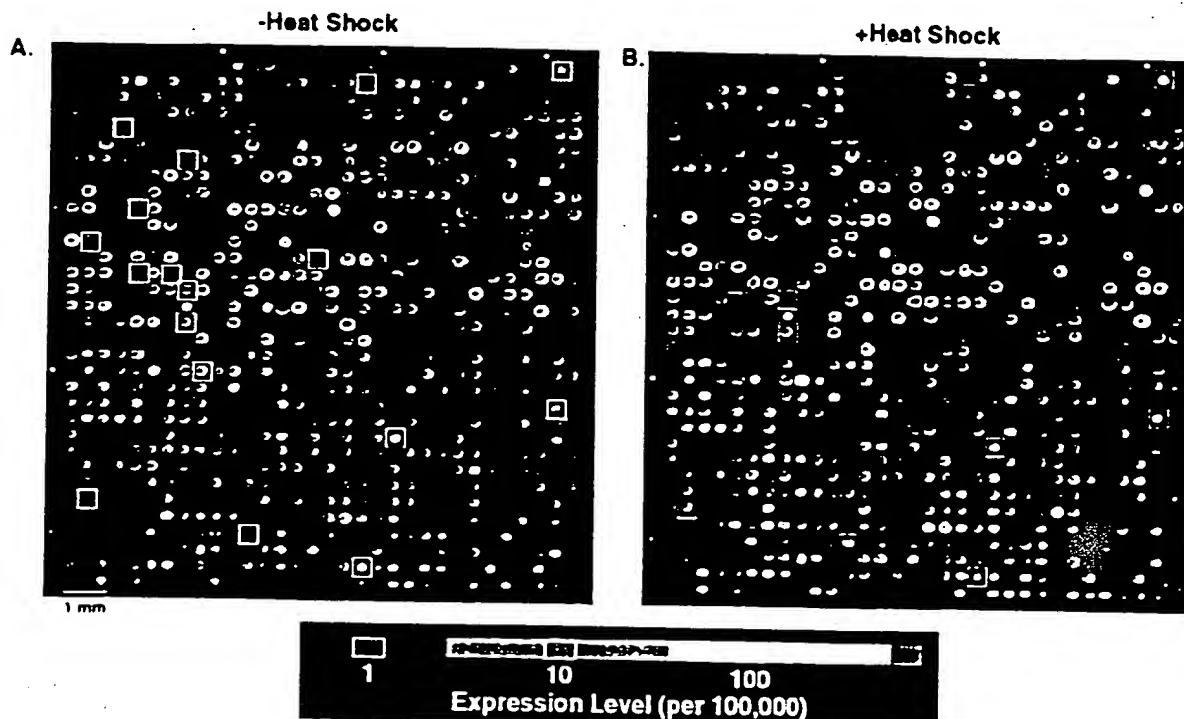 -Heat Shock
+Heat Shock
A.
B.
1 mm
1 10 100
Expression Level (per 100,000)